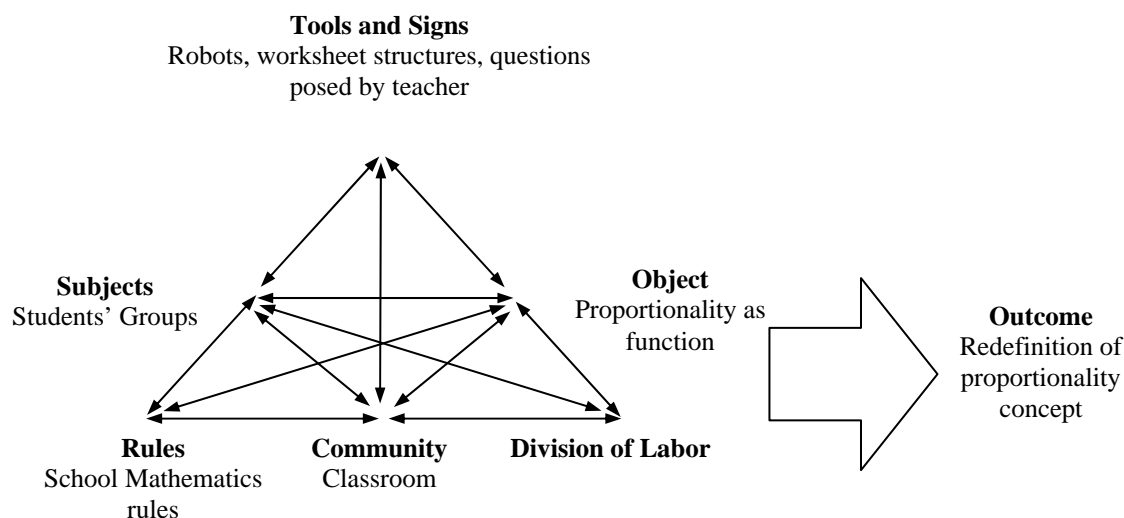 Tools and Signs
Robots, worksheet structures, questions
posed by teacher
Subjects
Students’ Groups
Object
Proportionality as
function
Outcome
Redefinition of
proportionality
concept
Rules
School Mathematics
rules
Community
Classroom
Division of Labor